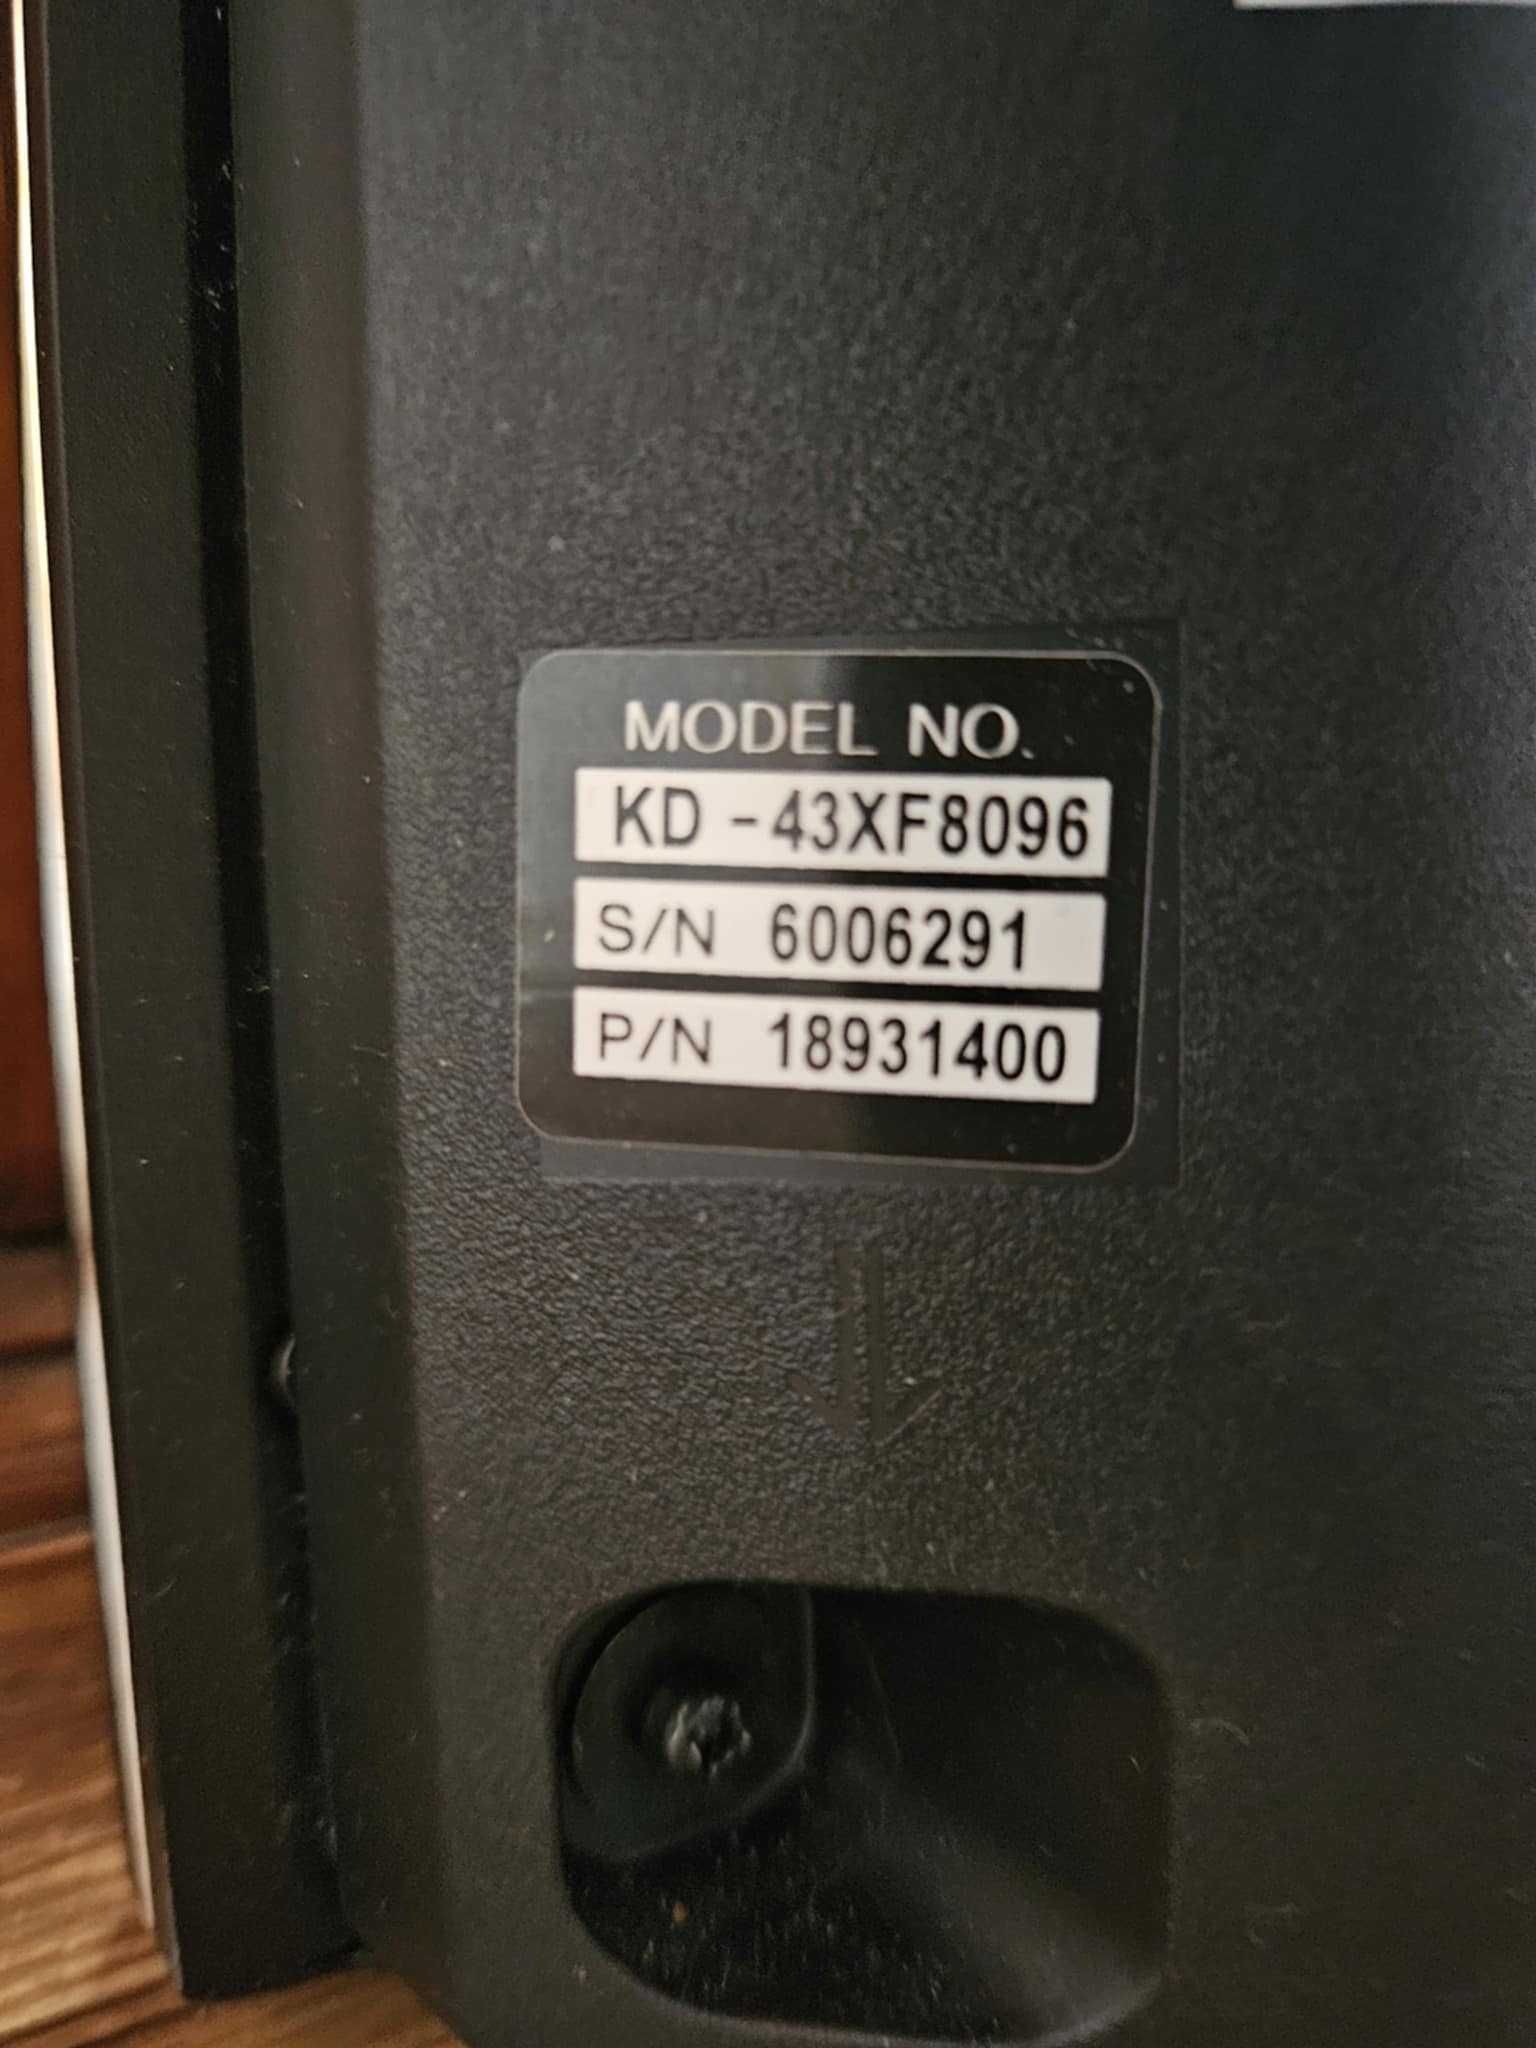 MODEL NO.
KD-43XF8096
S/N 6006291
P/N 18931400